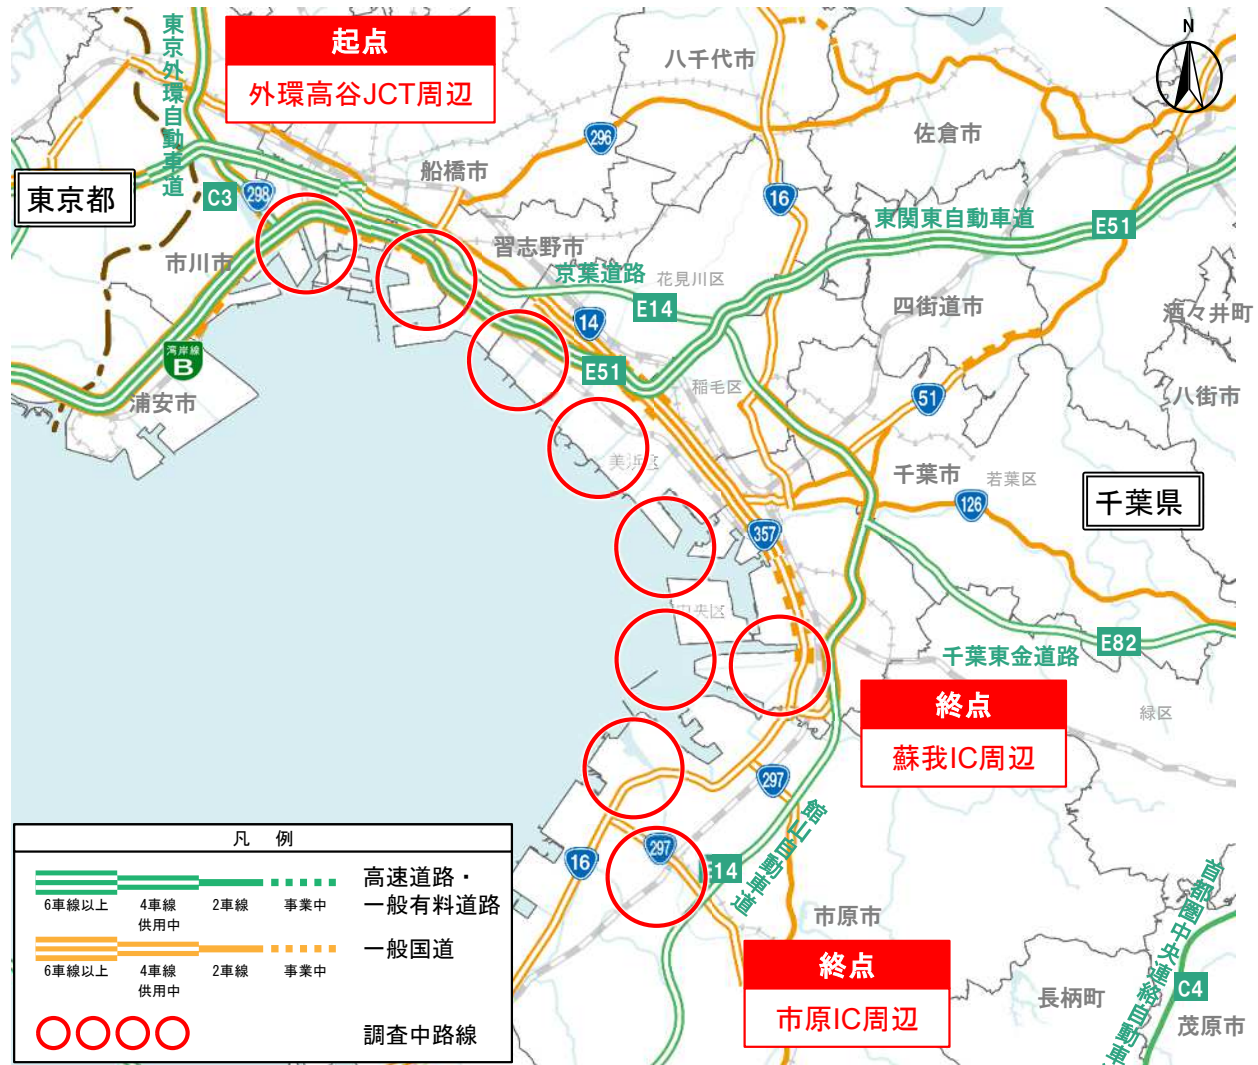 起点
外環高谷JCT周辺
東京外環自動車道
八千代市
N
佐倉市
296
船橋市
東京都
C3
298
16
東関東自動車道
E51
市川市
習志野市
京葉道路
花見川区
E14
四街道市
酒々井町
14
湾岸線
B
E51
稲毛区
51
八街市
浦安市
美浜区
千葉市
若葉区
千葉県
126
357
中央区
E82
千葉東金道路
終点
蘇我IC周辺
緑区
297
館山自動車道
凡 例
高速道路・
一般有料道路
6車線以上
4車線
供用中
2車線
事業中
一般国道
6車線以上
4車線
供用中
2車線
事業中
調査中路線
16
297
E14
市原市
終点
市原IC周辺
長柄町
首都圏中央連絡自動車
C4
茂原市